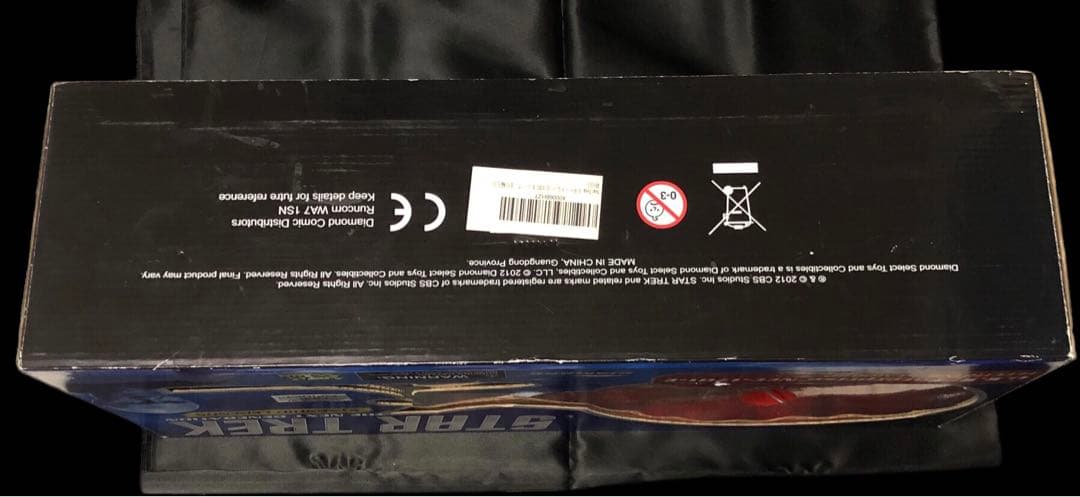 ® & © 2012 CBS Studios Inc. STAR TREK and related marks are registered trademarks of CBS Studios Inc. All Rights Reserved.
Diamond Select Toys and Collectibles is a trademark of Diamond Select Toys and Collectibles, LLC. © 2012 Diamond Select Toys and Collectibles. All Rights Reserved. Final product may vary.
MADE IN CHINA, Guangdong Province.
0-3
CE
Diamond Comic Distributors
Runcorn WA7 1SN
Keep details for future reference
STAR TREK
WARNING: